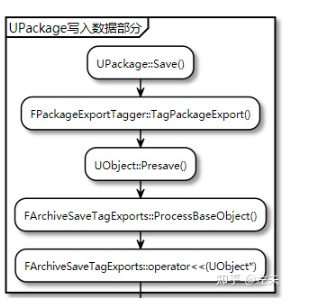 UPackage写入数据部分
UPackage::Save()
FPackageExportTagger::TagPackageExport()
UObject::Presave()
FArchiveSaveTagExports::ProcessBaseObject()
FArchiveSaveTagExports::operator<<(UObject*)
知乎